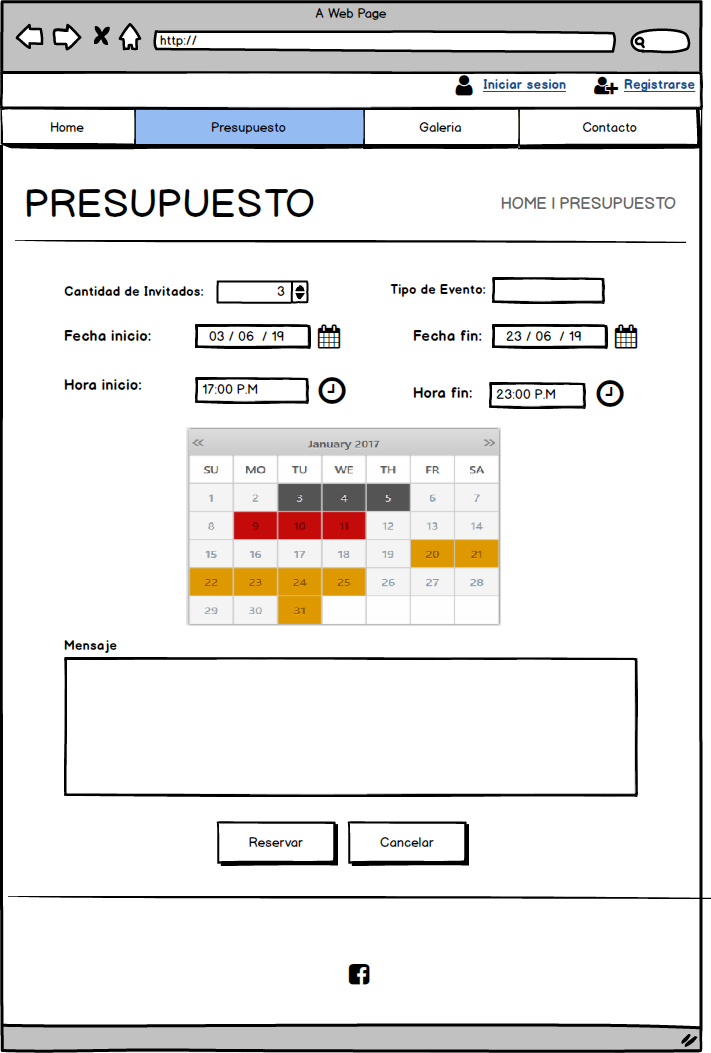 A Web Page
http://
Iniciar sesion Registrarse
Home Presupuesto Galeria Contacto
PRESUPUESTO HOME | PRESUPUESTO
Cantidad de Invitados: 3 Tipo de Evento:
Fecha inicio: 03 / 06 / 19 Fecha fin: 23 / 06 / 19
Hora inicio: 17:00 P.M Hora fin: 23:00 P.M
« January 2017 »
SU MO TU WE TH FR SA
1 2 3 4 5 6 7
8 9 10 11 12 13 14
15 16 17 18 19 20 21
22 23 24 25 26 27 28
29 30 31
Mensaje
Reservar Cancelar